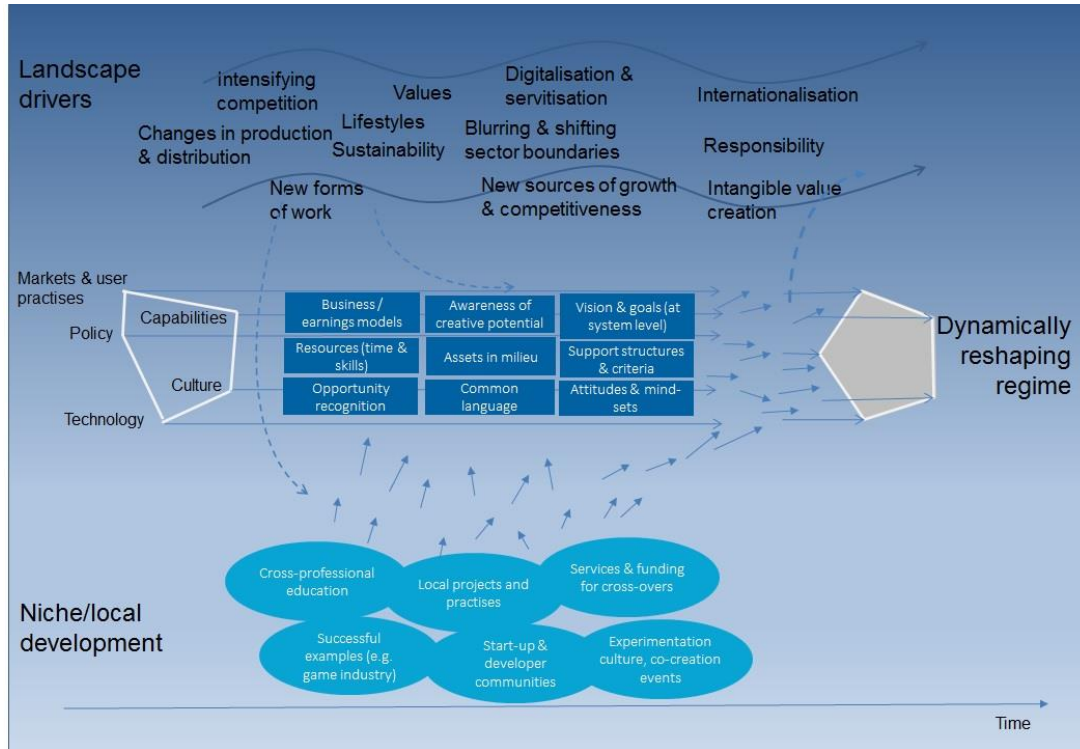 Landscape
drivers
Intensifying
competition
Values
Digitalisation &
servitisation
Internationalisation
Changes in production
& distribution
Lifestyles
Sustainability
Blurring & shifting
sector boundaries
Responsibility
New forms
of work
New sources of growth
& competitiveness
Intangible value
creation
Markets & user
practises
Capabilities
Policy
Culture
Technology
Business /
earnings models
Awareness of
creative potential
Vision & goals (at
system level)
Resources (time &
skills)
Assets in milieu
Support structures
& criteria
Opportunity
recognition
Common
language
Attitudes & mind-
sets
Dynamically
reshaping
regime
Niche/local
development
Cross-professional
education
Local projects and
practises
Services & funding
for cross-overs
Successful
examples (e.g.
game industry)
Start-up &
developer
communities
Experimentation
culture, co-creation
events
Time